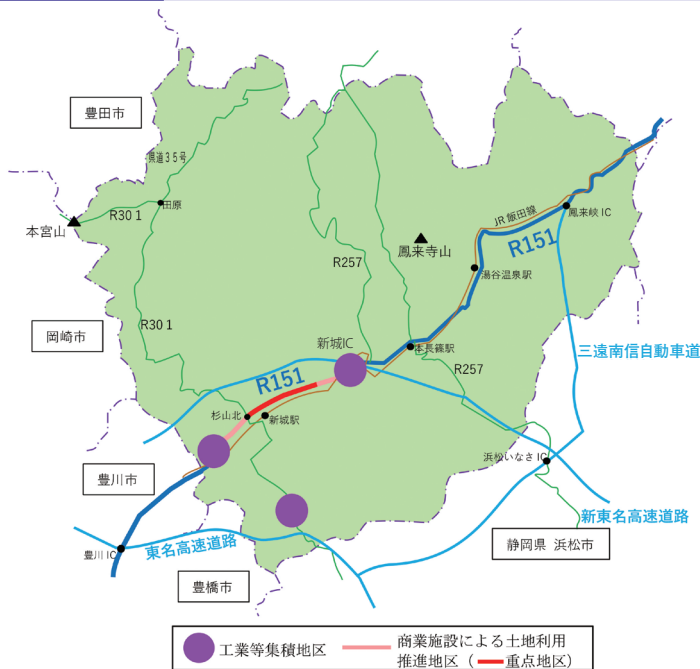 豊田市
県道35号
田原
R30 1
本宮山
JR 飯田線
鳳来峡 IC
R151
鳳来寺山
R257
湯谷温泉駅
岡崎市
R30 1
新城IC
本長篠駅
三遠南信自動車道
R257
R151
杉山北
新城駅
浜松いなさ IC
豊川市
新東名高速道路
静岡県 浜松市
東名高速道路
豊川 IC
豊橋市
工業等集積地区
商業施設による土地利用
推進地区（ 重点地区）